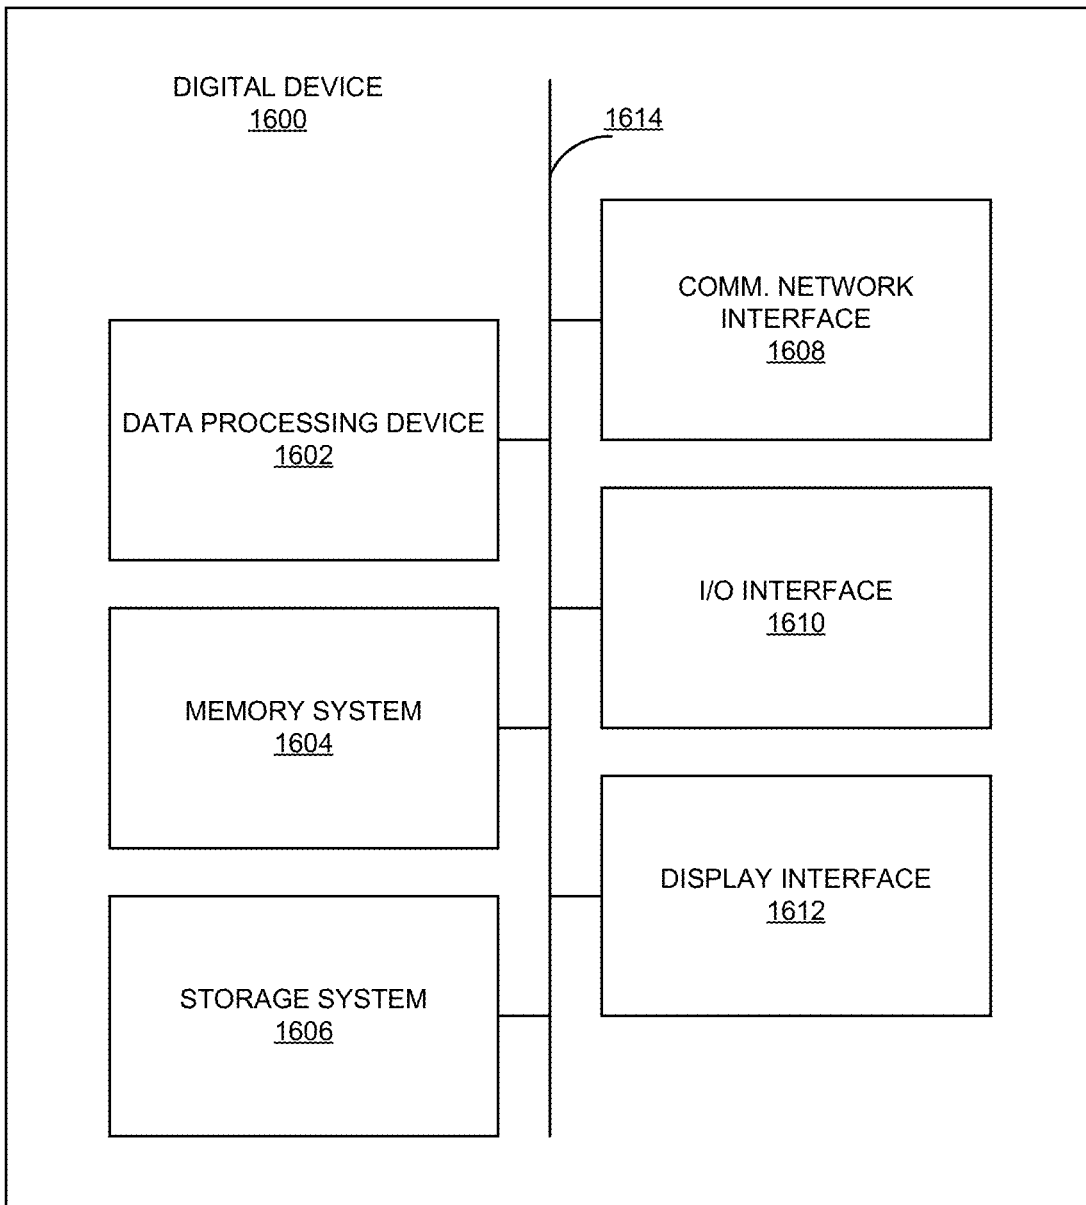 DIGITAL DEVICE
1600
1614
COMM. NETWORK
INTERFACE
1608
DATA PROCESSING DEVICE
1602
I/O INTERFACE
1610
MEMORY SYSTEM
1604
DISPLAY INTERFACE
1612
STORAGE SYSTEM
1606